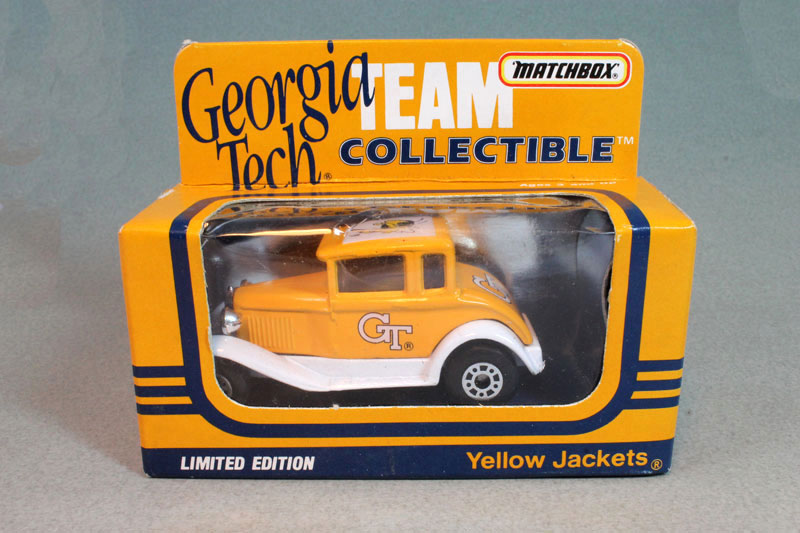 Georgia
Tech®
TEAM
COLLECTIBLE™
MATCHBOX®
GT®
LIMITED EDITION
Yellow Jackets®